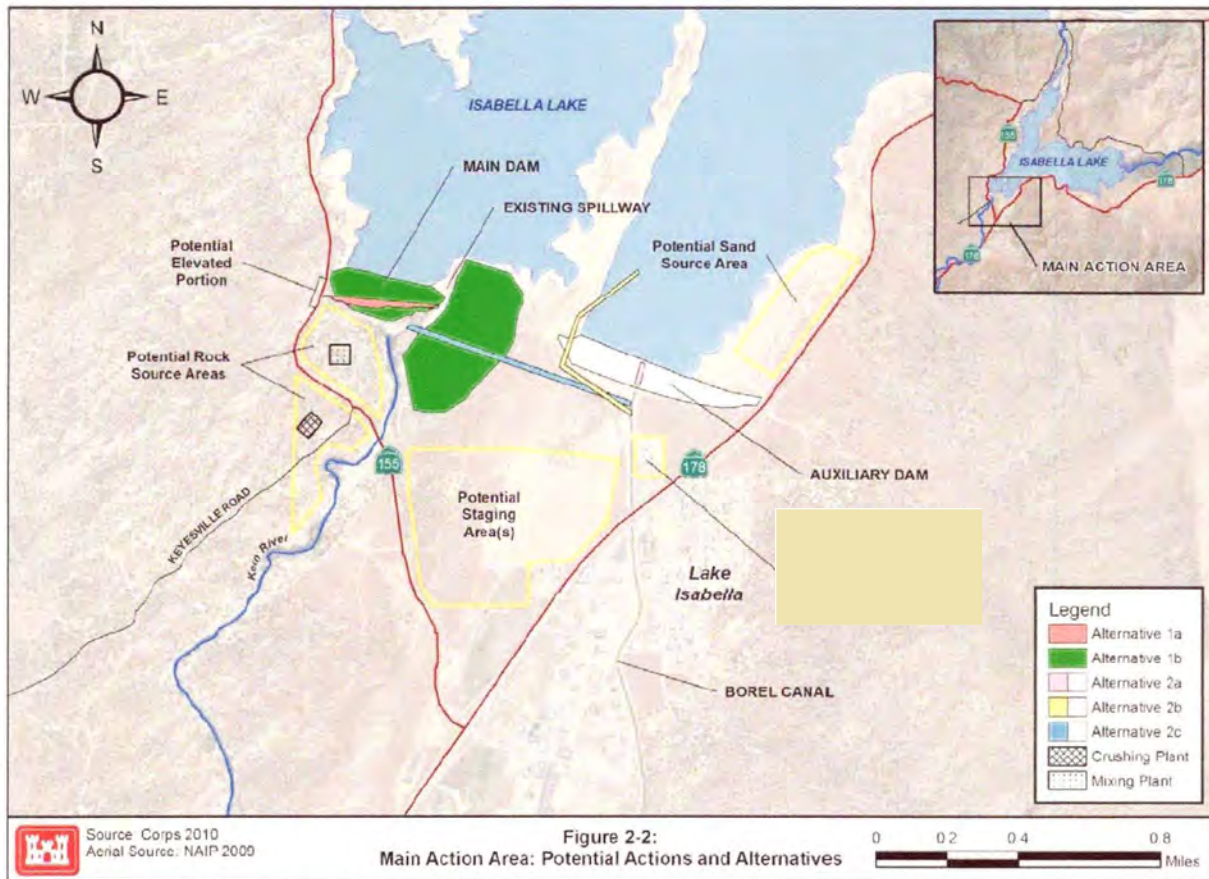 N
W
E
S
ISABELLA LAKE
MAIN DAM
EXISTING SPILLWAY
Potential
Elevated
Portion
Potential Sand
Source Area
155
ISABELLA LAKE
178
178
MAIN ACTION AREA
Potential Rock
Source Areas
KEYESVILLE ROAD
Kern River
155
Potential
Staging
Area(s)
178
AUXILIARY DAM
Lake
Isabella
BOREL CANAL
Legend
Alternative 1a
Alternative 1b
Alternative 2a
Alternative 2b
Alternative 2c
Crushing Plant
Mixing Plant
Source: Corps 2010
Aerial Source: NAIP 2009
Figure 2-2:
Main Action Area: Potential Actions and Alternatives
0 0.2 0.4 0.8
Miles